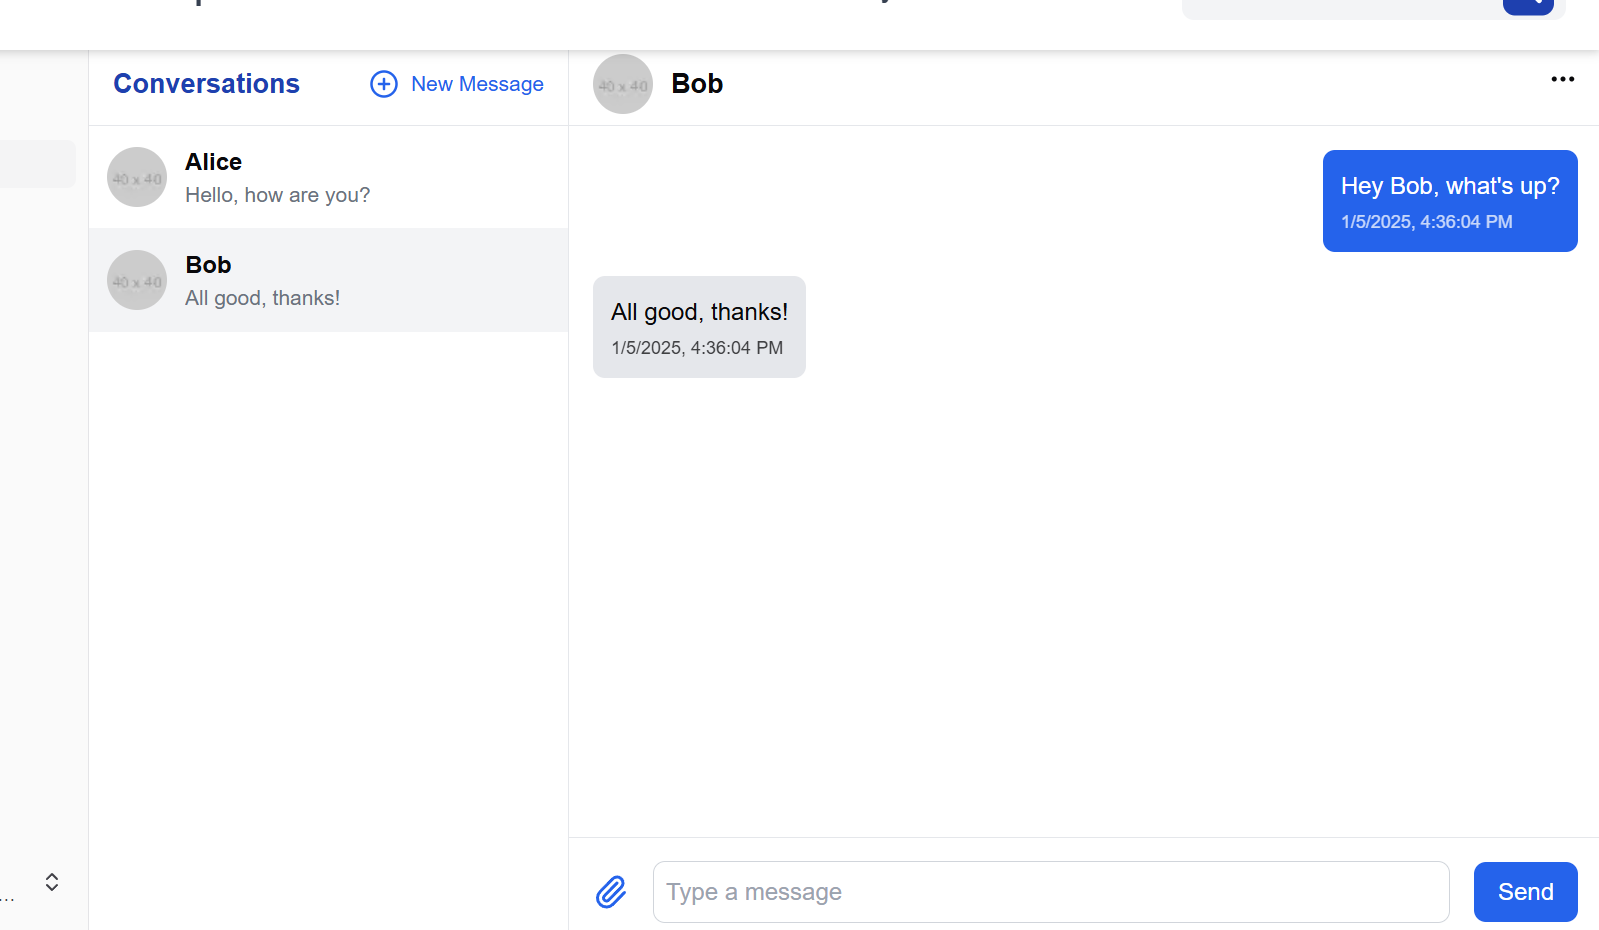 Conversations
New Message
40 x 40
Alice
Hello, how are you?
40 x 40
Bob
All good, thanks!
40 x 40
Bob
Hey Bob, what's up?
1/5/2025, 4:36:04 PM
All good, thanks!
1/5/2025, 4:36:04 PM
...
Type a message
Send